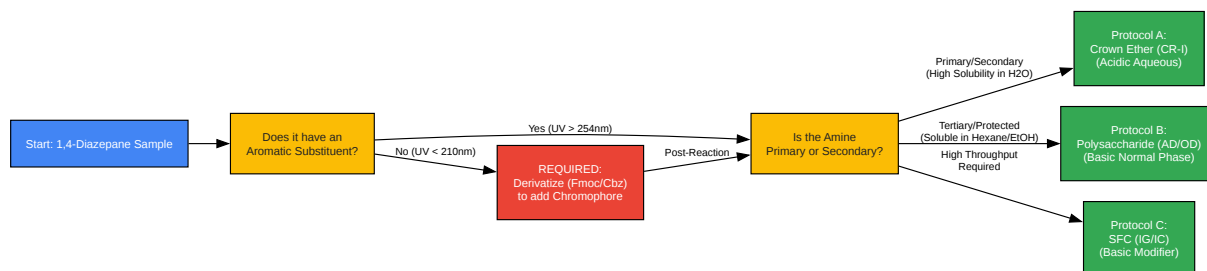 Start: 1,4-Diazepane Sample
Does it have an
Aromatic Substituent?
Yes (UV > 254nm)
No (UV < 210nm)
REQUIRED:
Derivatize (Fmoc/Cbz)
to add Chromophore
Post-Reaction
Is the Amine
Primary or Secondary?
Primary/Secondary
(High Solubility in H2O)
Tertiary/Protected
(Soluble in Hexane/EtOH)
High Throughput
Required
Protocol A:
Crown Ether (CR-I)
(Acidic Aqueous)
Protocol B:
Polysaccharide (AD/OD)
(Basic Normal Phase)
Protocol C:
SFC (IG/IC)
(Basic Modifier)